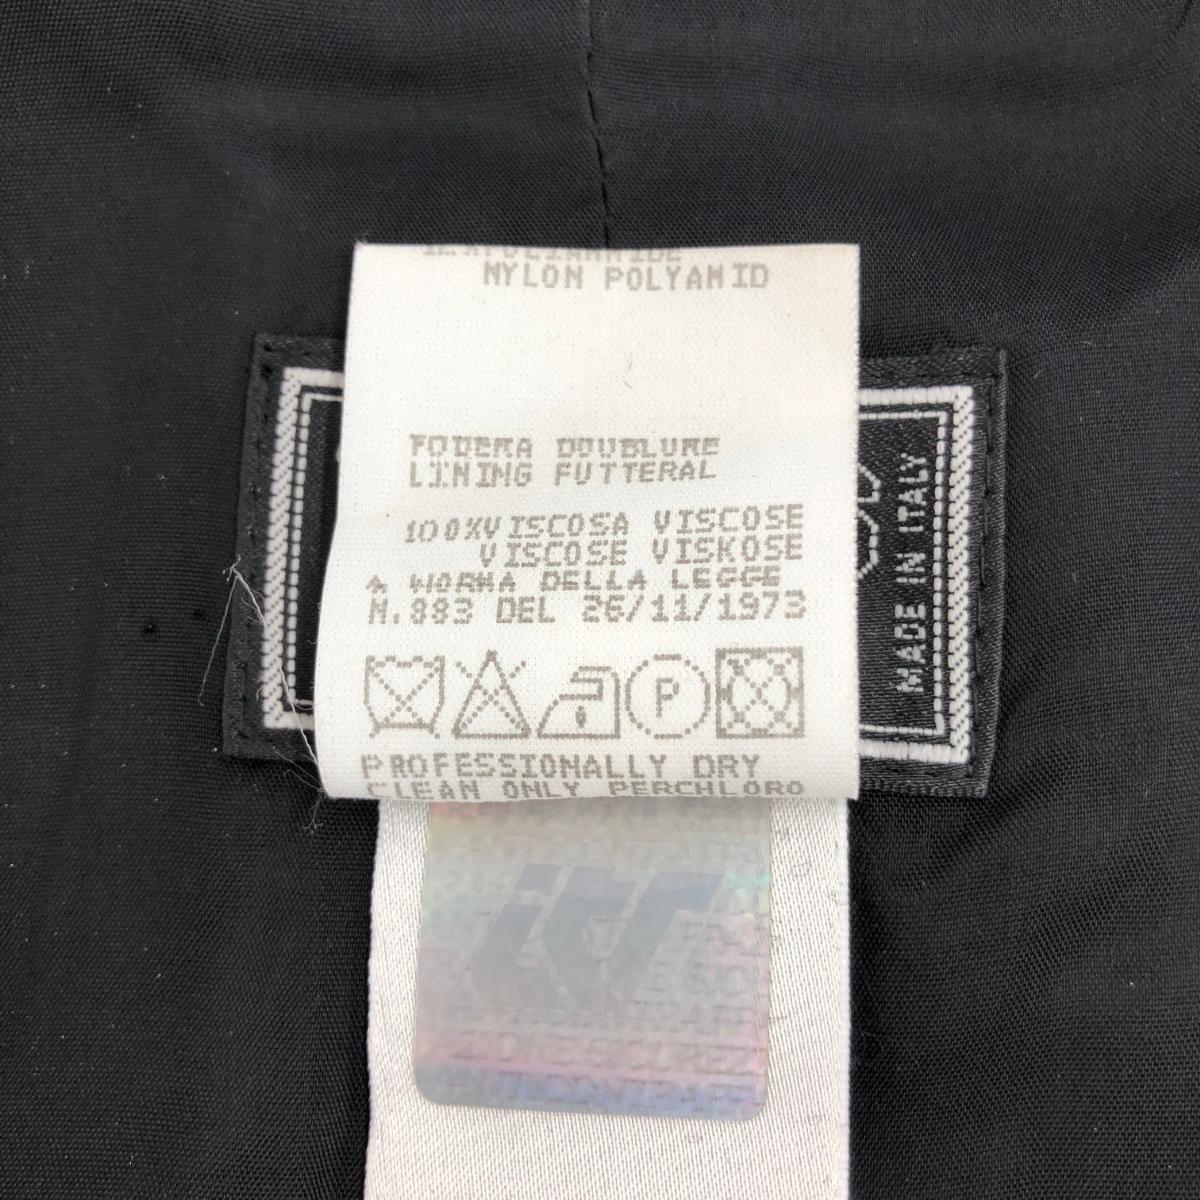 NYLON POLYAMID
FODERA DOUBLURE
LINING FUTTERAL
100%VISCOSA VISCOSE
VISCOSE VISKOSE
A NORMA DELLA LEGGE
N.883 DEL 26/11/1973
P
PROFESSIONALLY DRY
CLEAN ONLY PERCHLORO
MADE IN ITALY
itf